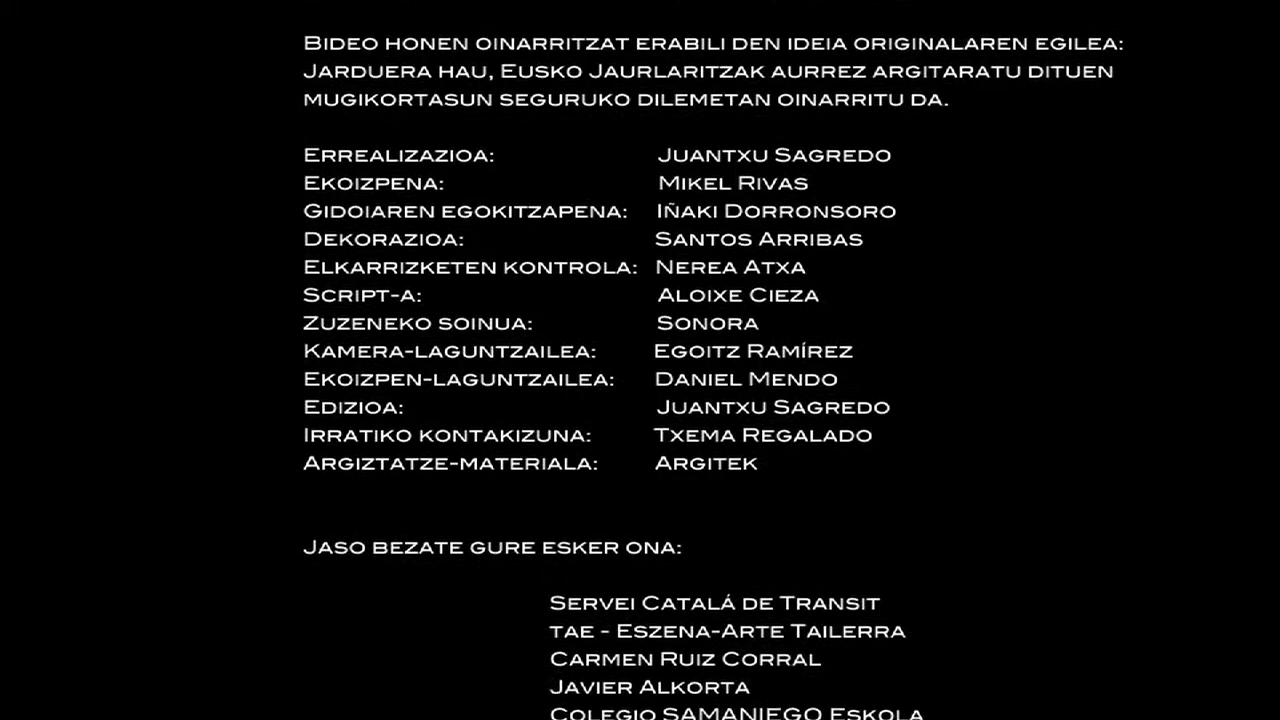 Bideo honen oinarritzat erabili den ideia originalaren egilea:
Jarduera hau, Eusko Jaurlaritzak aurrez argitaratu dituen
mugikortasun seguruko dilemetan oinarritu da.
Errealizazioa: Juantxu Sagredo
Ekoizpena: Mikel Rivas
Gidoiaren egokitzapena: Iñaki Dorronsoro
Dekorazioa: Santos Arribas
Elkarrizketen kontrola: Nerea Atxa
Script-a: Aloixe Cieza
Zuzeneko soinua: Sonora
Kamera-laguntzailea: Egoitz Ramírez
Ekoizpen-laguntzailea: Daniel Mendo
Edizioa: Juantxu Sagredo
Irratiko kontakizuna: Txema Regalado
Argiztatze-materiala: Argitek
Jaso bezate gure esker ona:
Servei Catalá de Transit
TAE - Eszena-Arte Tailerra
Carmen Ruiz Corral
Javier Alkorta
Colegio SAMANIEGO Eskola